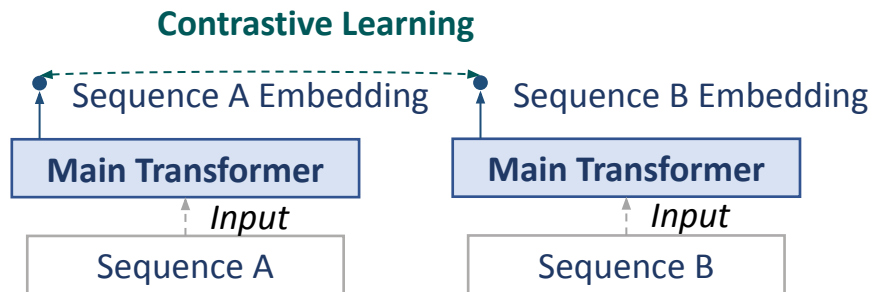 Contrastive Learning
Sequence A Embedding
Sequence B Embedding
Main Transformer
Main Transformer
Input
Input
Sequence A
Sequence B